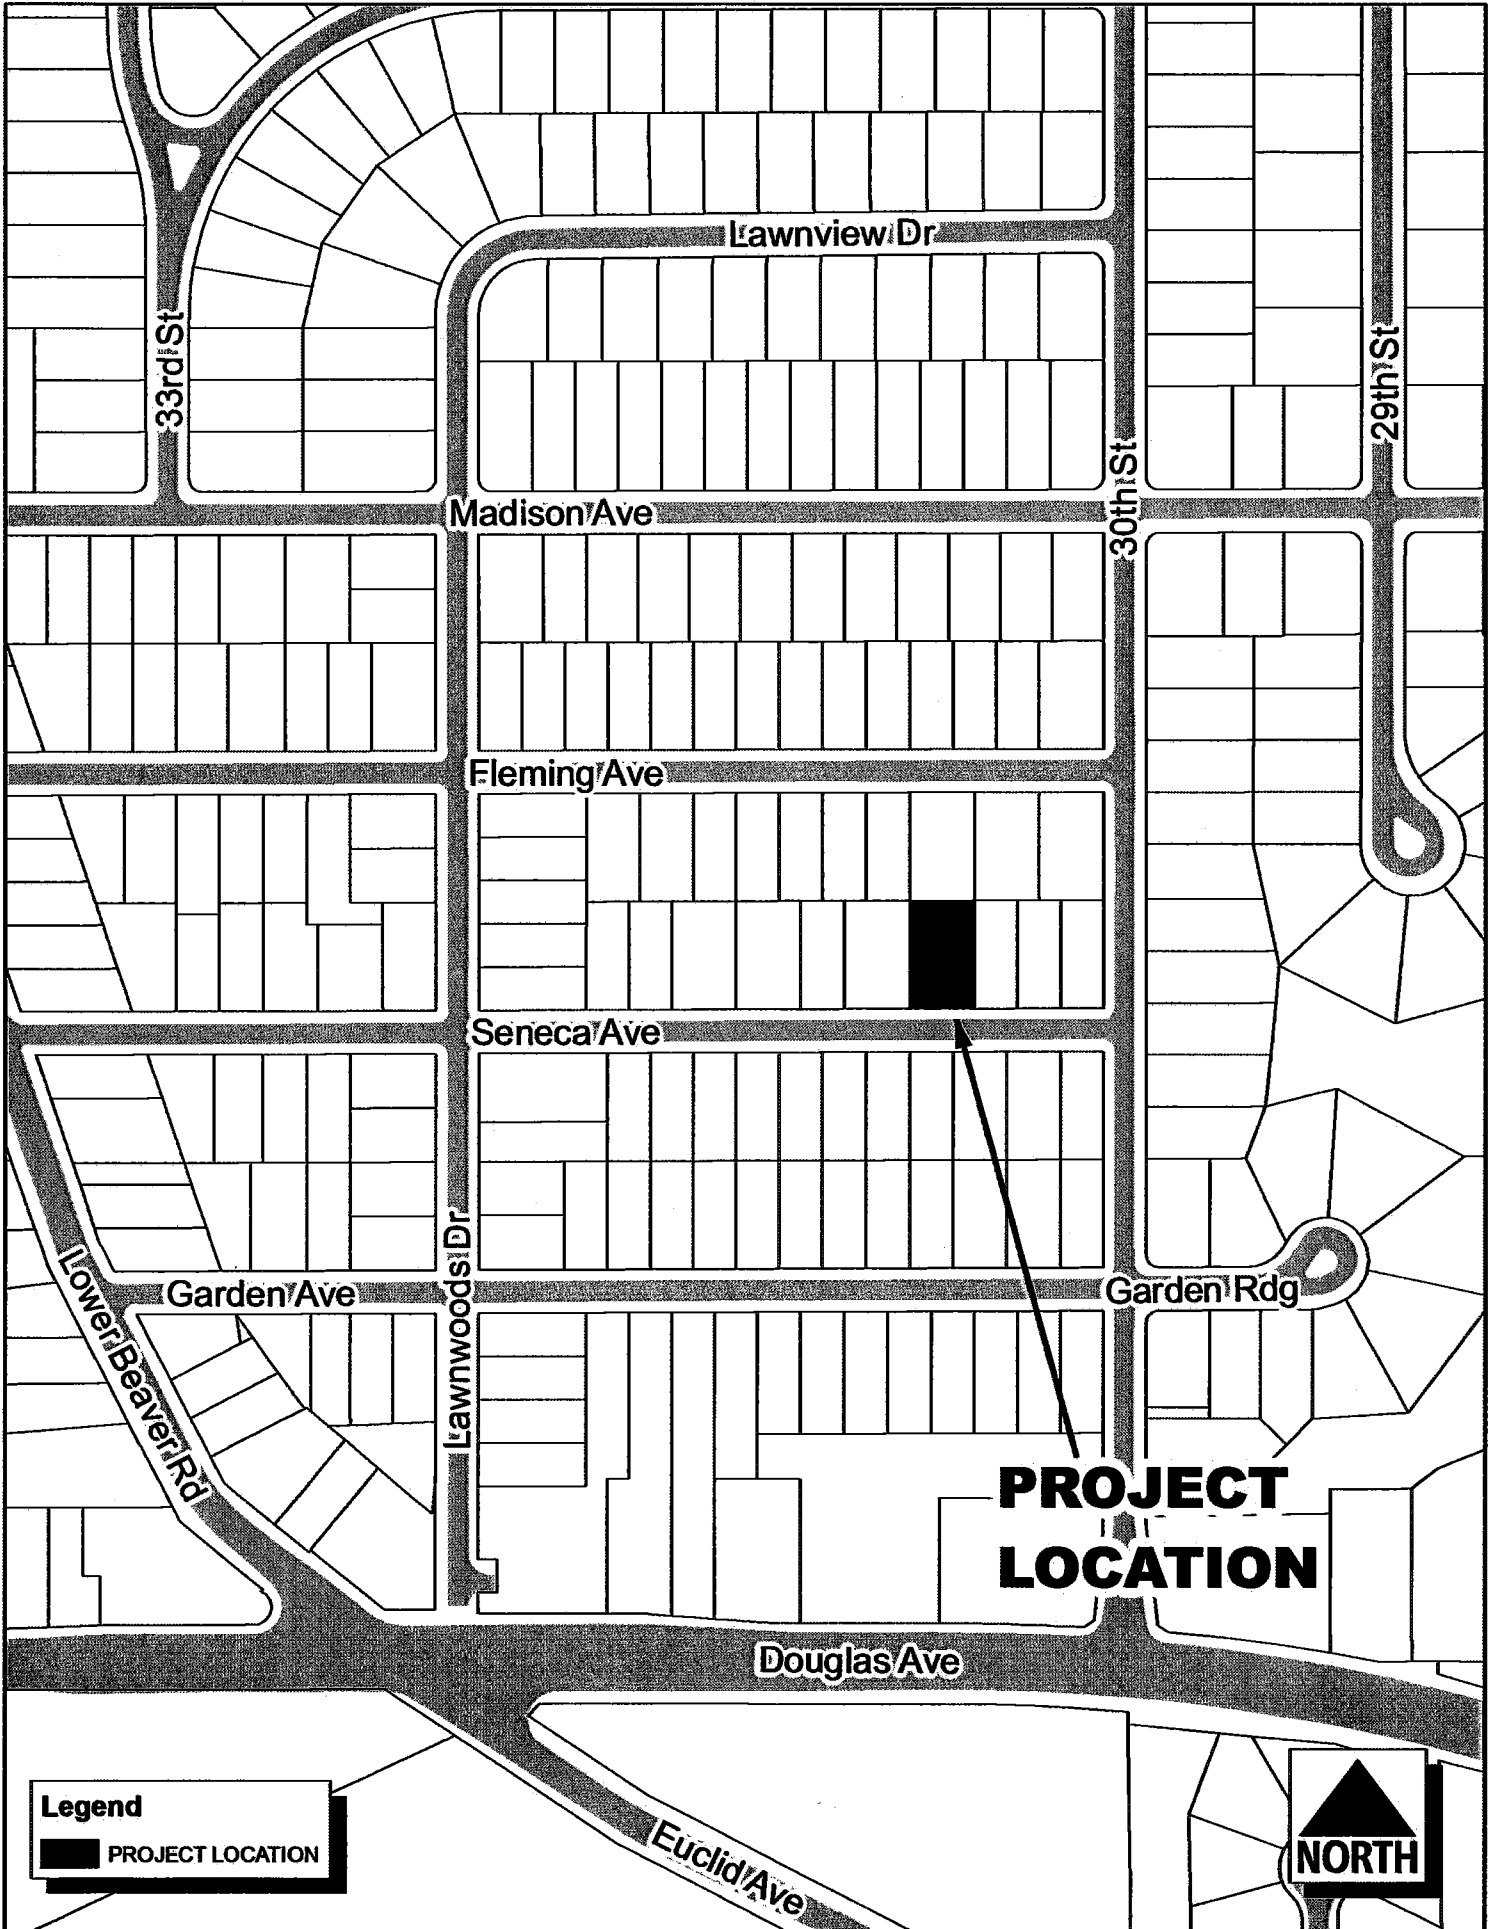 Lawnview Dr
33rd St
29th St
30th St
Madison Ave
Fleming Ave
Seneca Ave
Lawnwoods Dr
Lower Beaver Rd
Garden Ave
Garden Rdg
PROJECT
LOCATION
Douglas Ave
Euclid Ave
Legend
PROJECT LOCATION
NORTH